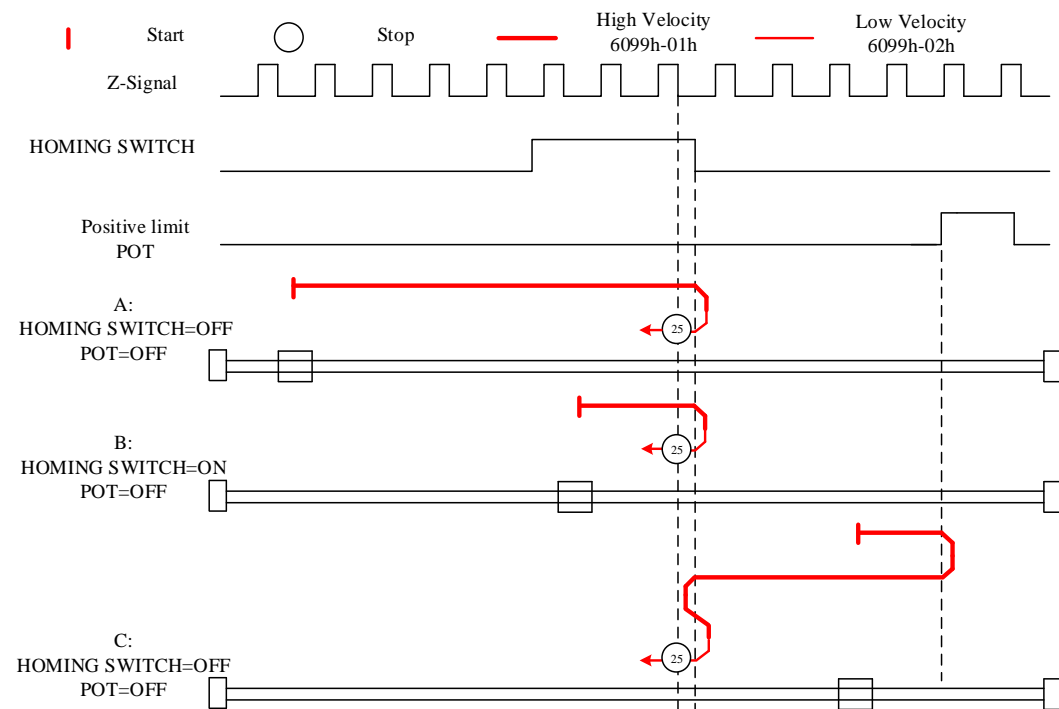 Start
Stop
High Velocity
6099h-01h
Low Velocity
6099h-02h
Z-Signal
HOMING SWITCH
Positive limit
POT
A:
HOMING SWITCH=OFF
POT=OFF
25
B:
HOMING SWITCH=ON
POT=OFF
25
C:
HOMING SWITCH=OFF
POT=OFF
25